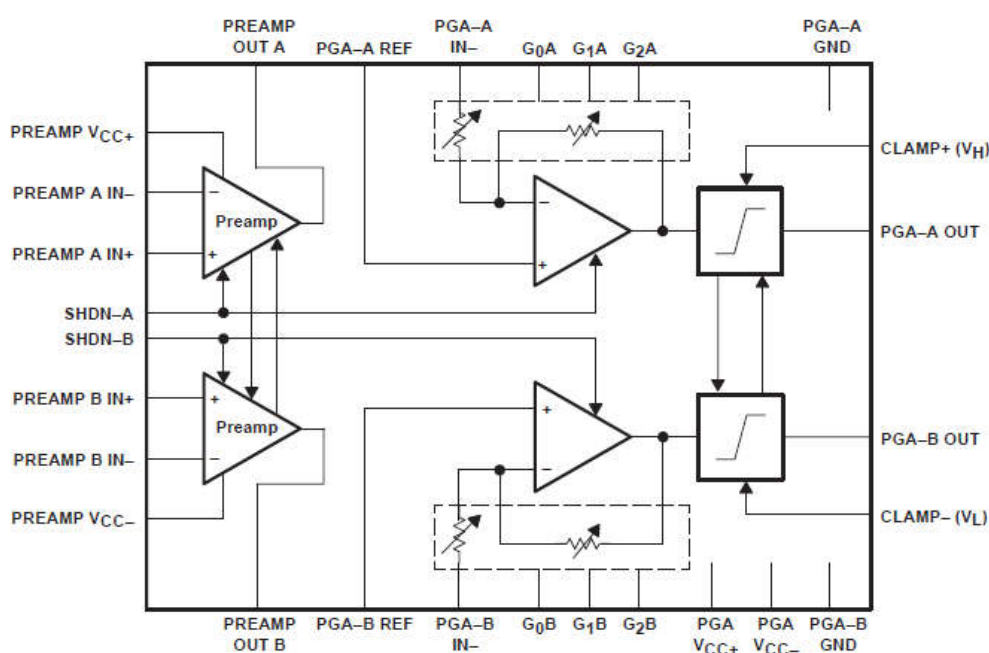 PREAMP
OUT A
PGA–A REF
PGA–A
IN–
G0A
G1A
G2A
PGA–A
GND
PREAMP VCC+
PREAMP A IN–
PREAMP A IN+
SHDN–A
SHDN–B
PREAMP B IN+
PREAMP B IN–
PREAMP VCC–
–
Preamp
+
–
+
+
Preamp
–
+
–
CLAMP+ (VH)
PGA–A OUT
PGA–B OUT
CLAMP– (VL)
PREAMP
OUT B
PGA–B REF
PGA–B
IN–
G0B
G1B
G2B
PGA
VCC+
PGA
VCC–
PGA–B
GND